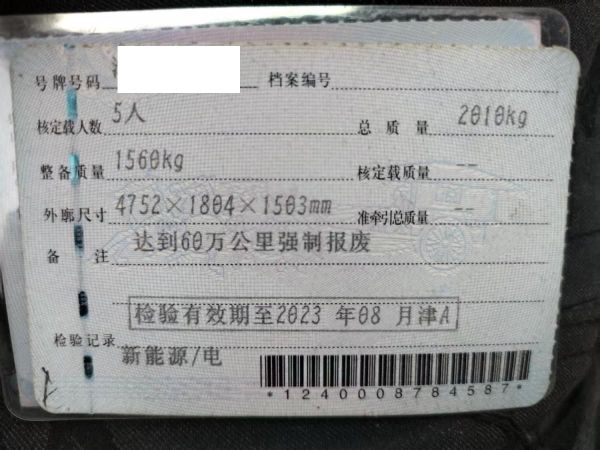 号牌号码 档案编号
核定载人数 5人 总质量 2010kg
整备质量 1560kg 核定载质量 --
外廓尺寸 4752×1804×1503mm 准牵引总质量 --
备注 达到60万公里强制报废
检验有效期至2023 年08 月津A
检验记录
新能源/电
*1240008784587*